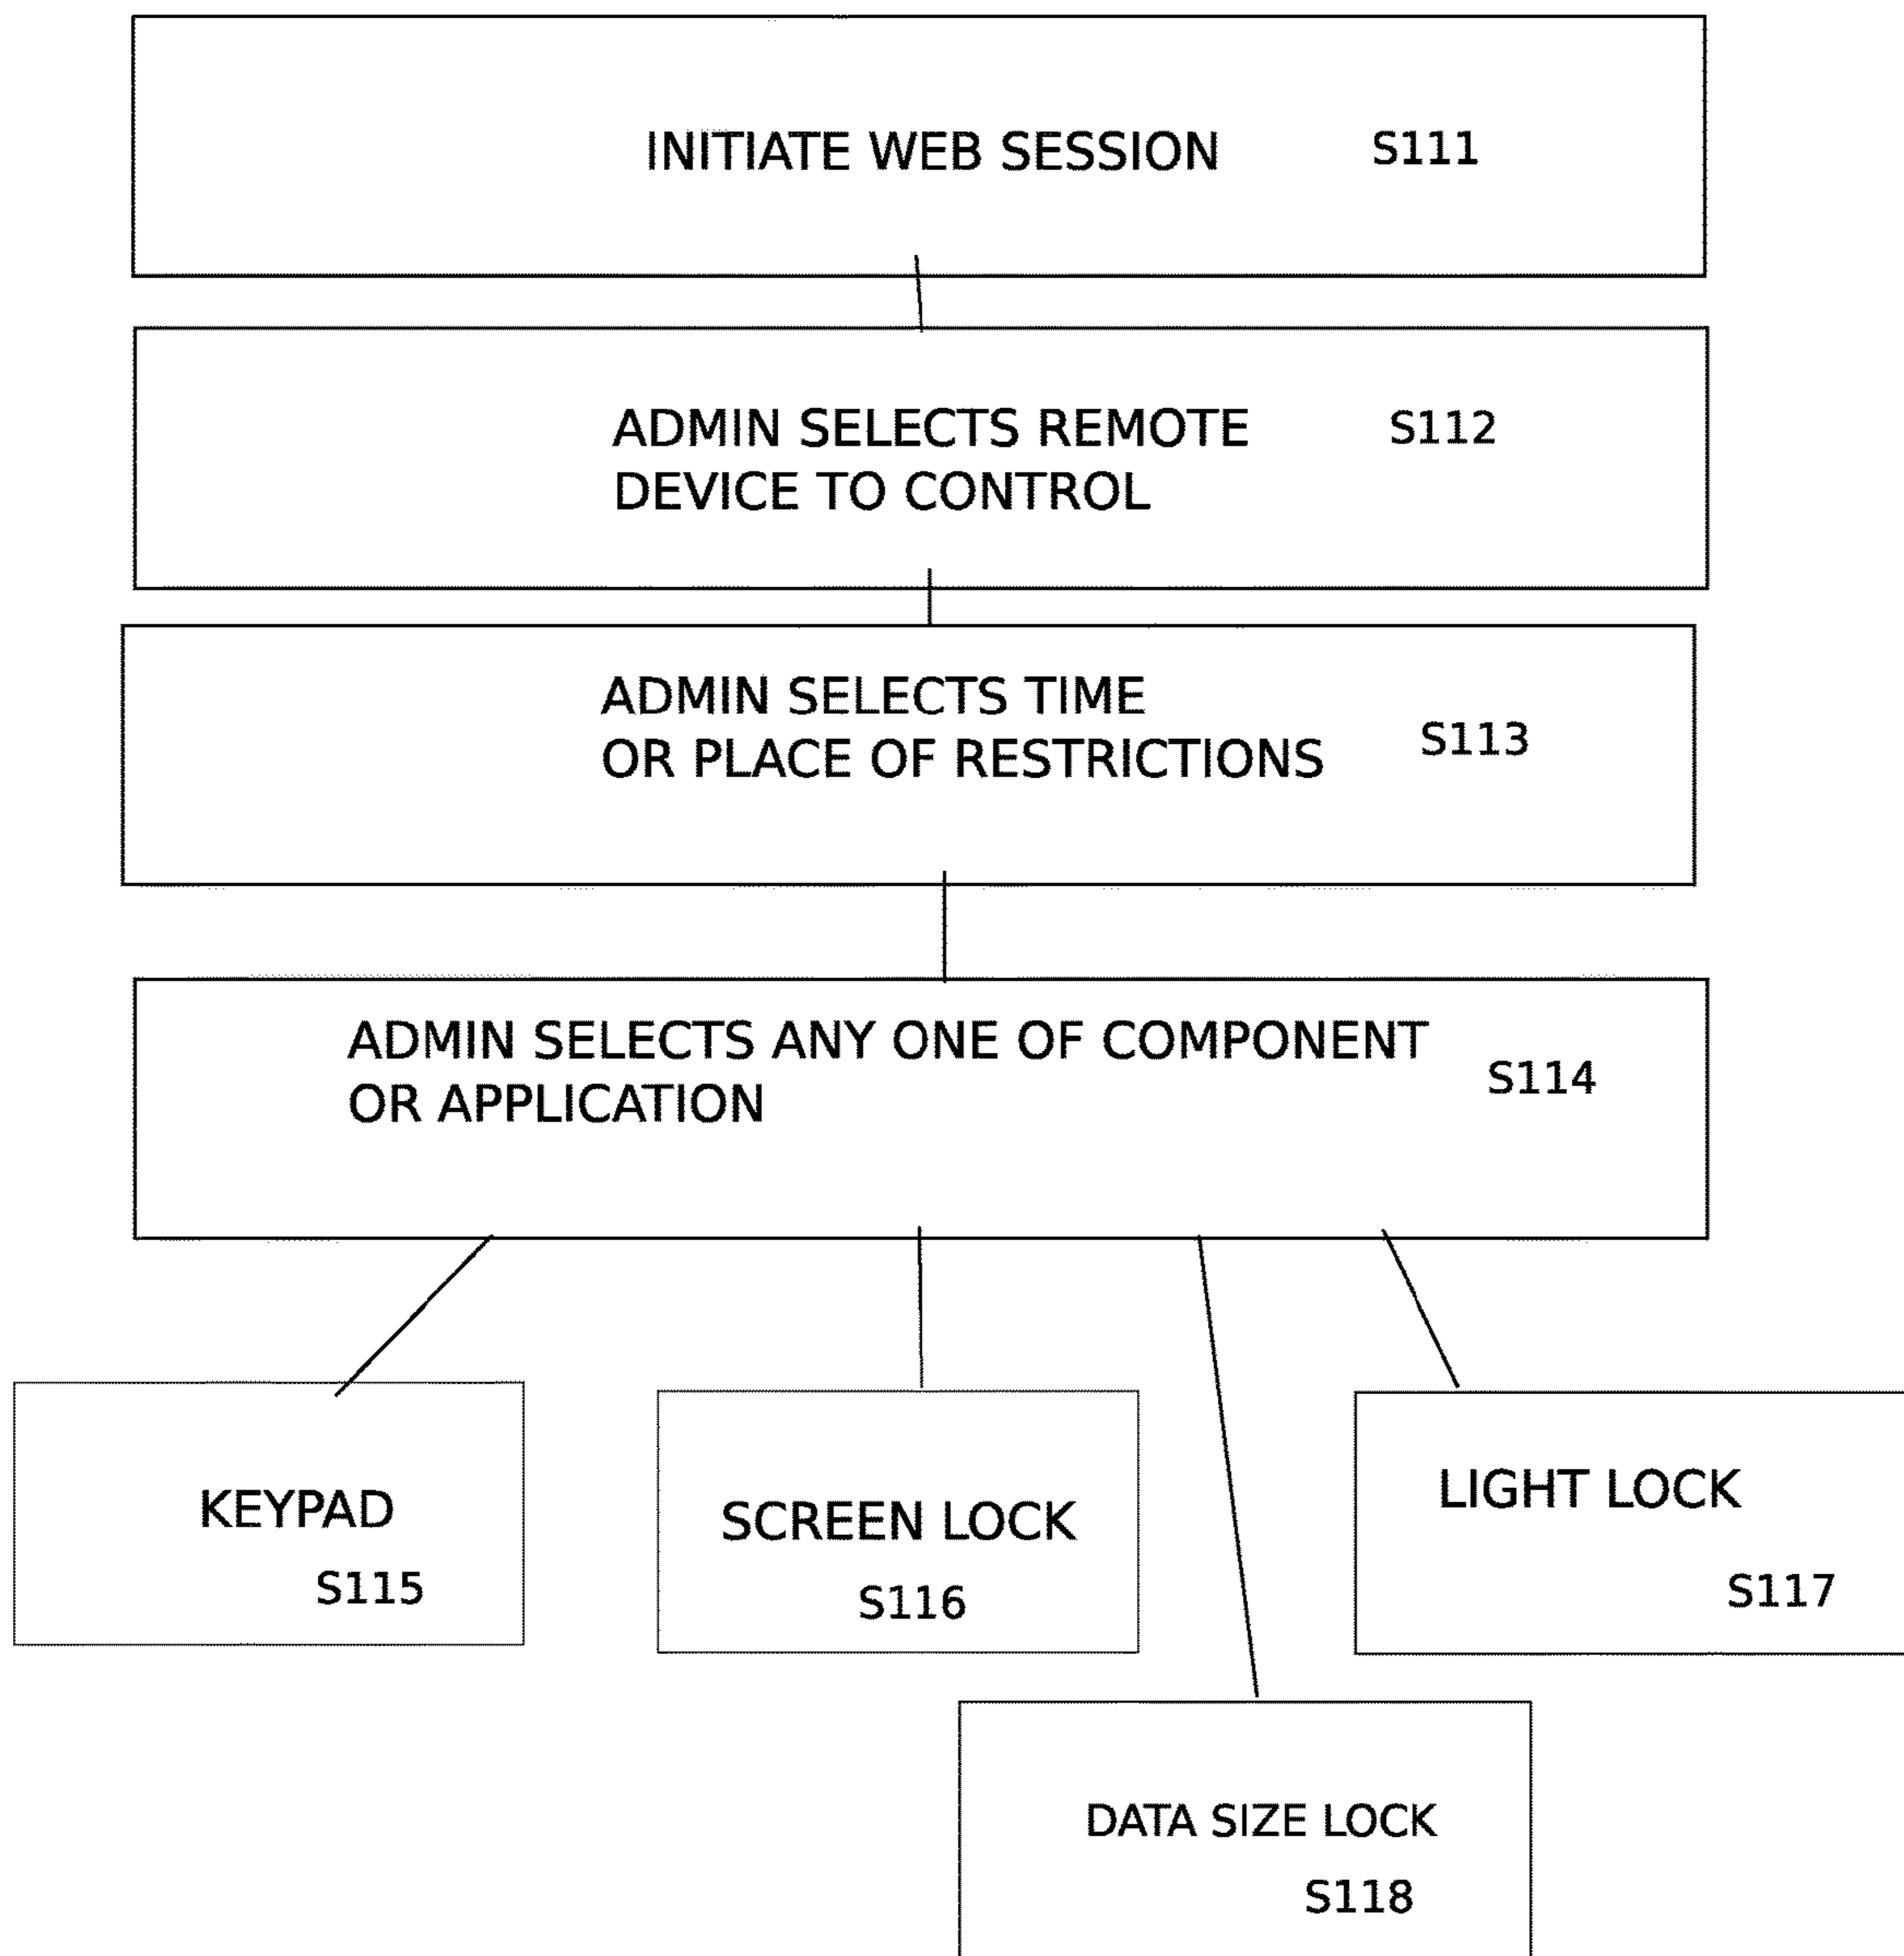 INITIATE WEB SESSION S111
ADMIN SELECTS REMOTE S112
DEVICE TO CONTROL
ADMIN SELECTS TIME
OR PLACE OF RESTRICTIONS S113
ADMIN SELECTS ANY ONE OF COMPONENT
OR APPLICATION S114
KEYPAD
S115
SCREEN LOCK
S116
LIGHT LOCK
S117
DATA SIZE LOCK
S118